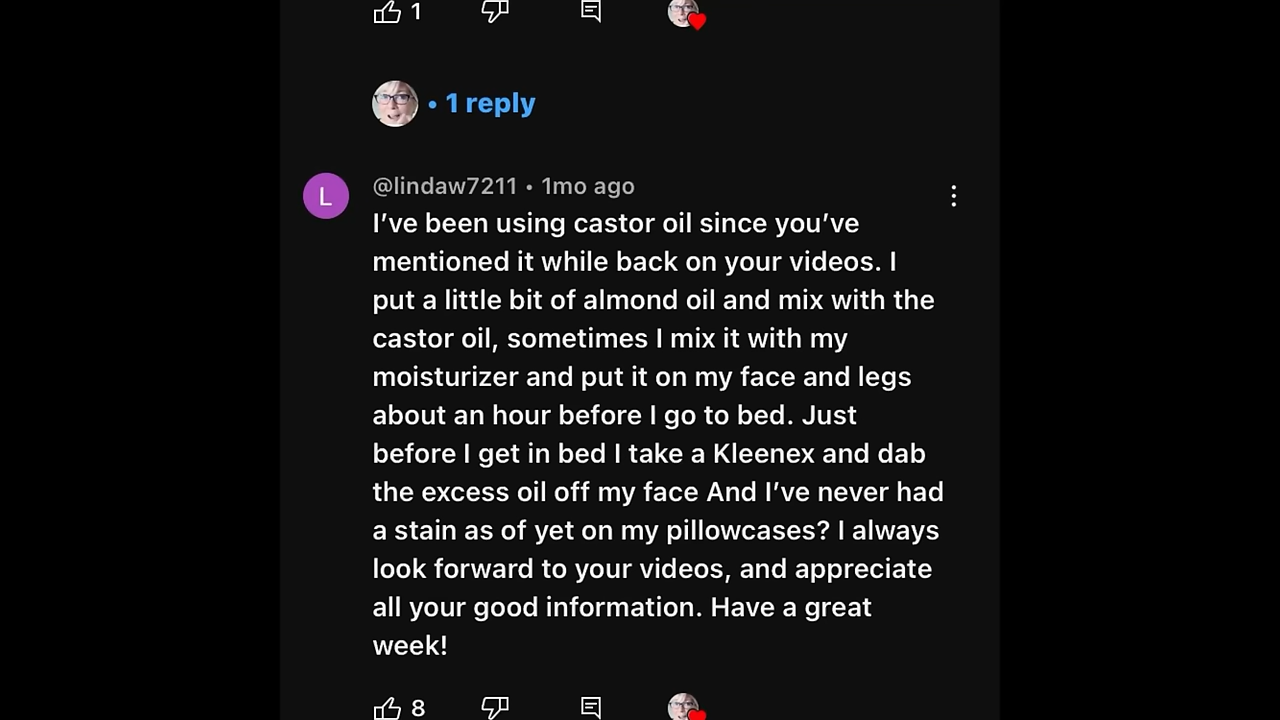 1
• 1 reply
L
@lindaw7211 • 1mo ago
I’ve been using castor oil since you’ve
mentioned it while back on your videos. I
put a little bit of almond oil and mix with the
castor oil, sometimes I mix it with my
moisturizer and put it on my face and legs
about an hour before I go to bed. Just
before I get in bed I take a Kleenex and dab
the excess oil off my face And I’ve never had
a stain as of yet on my pillowcases? I always
look forward to your videos, and appreciate
all your good information. Have a great
week!
8